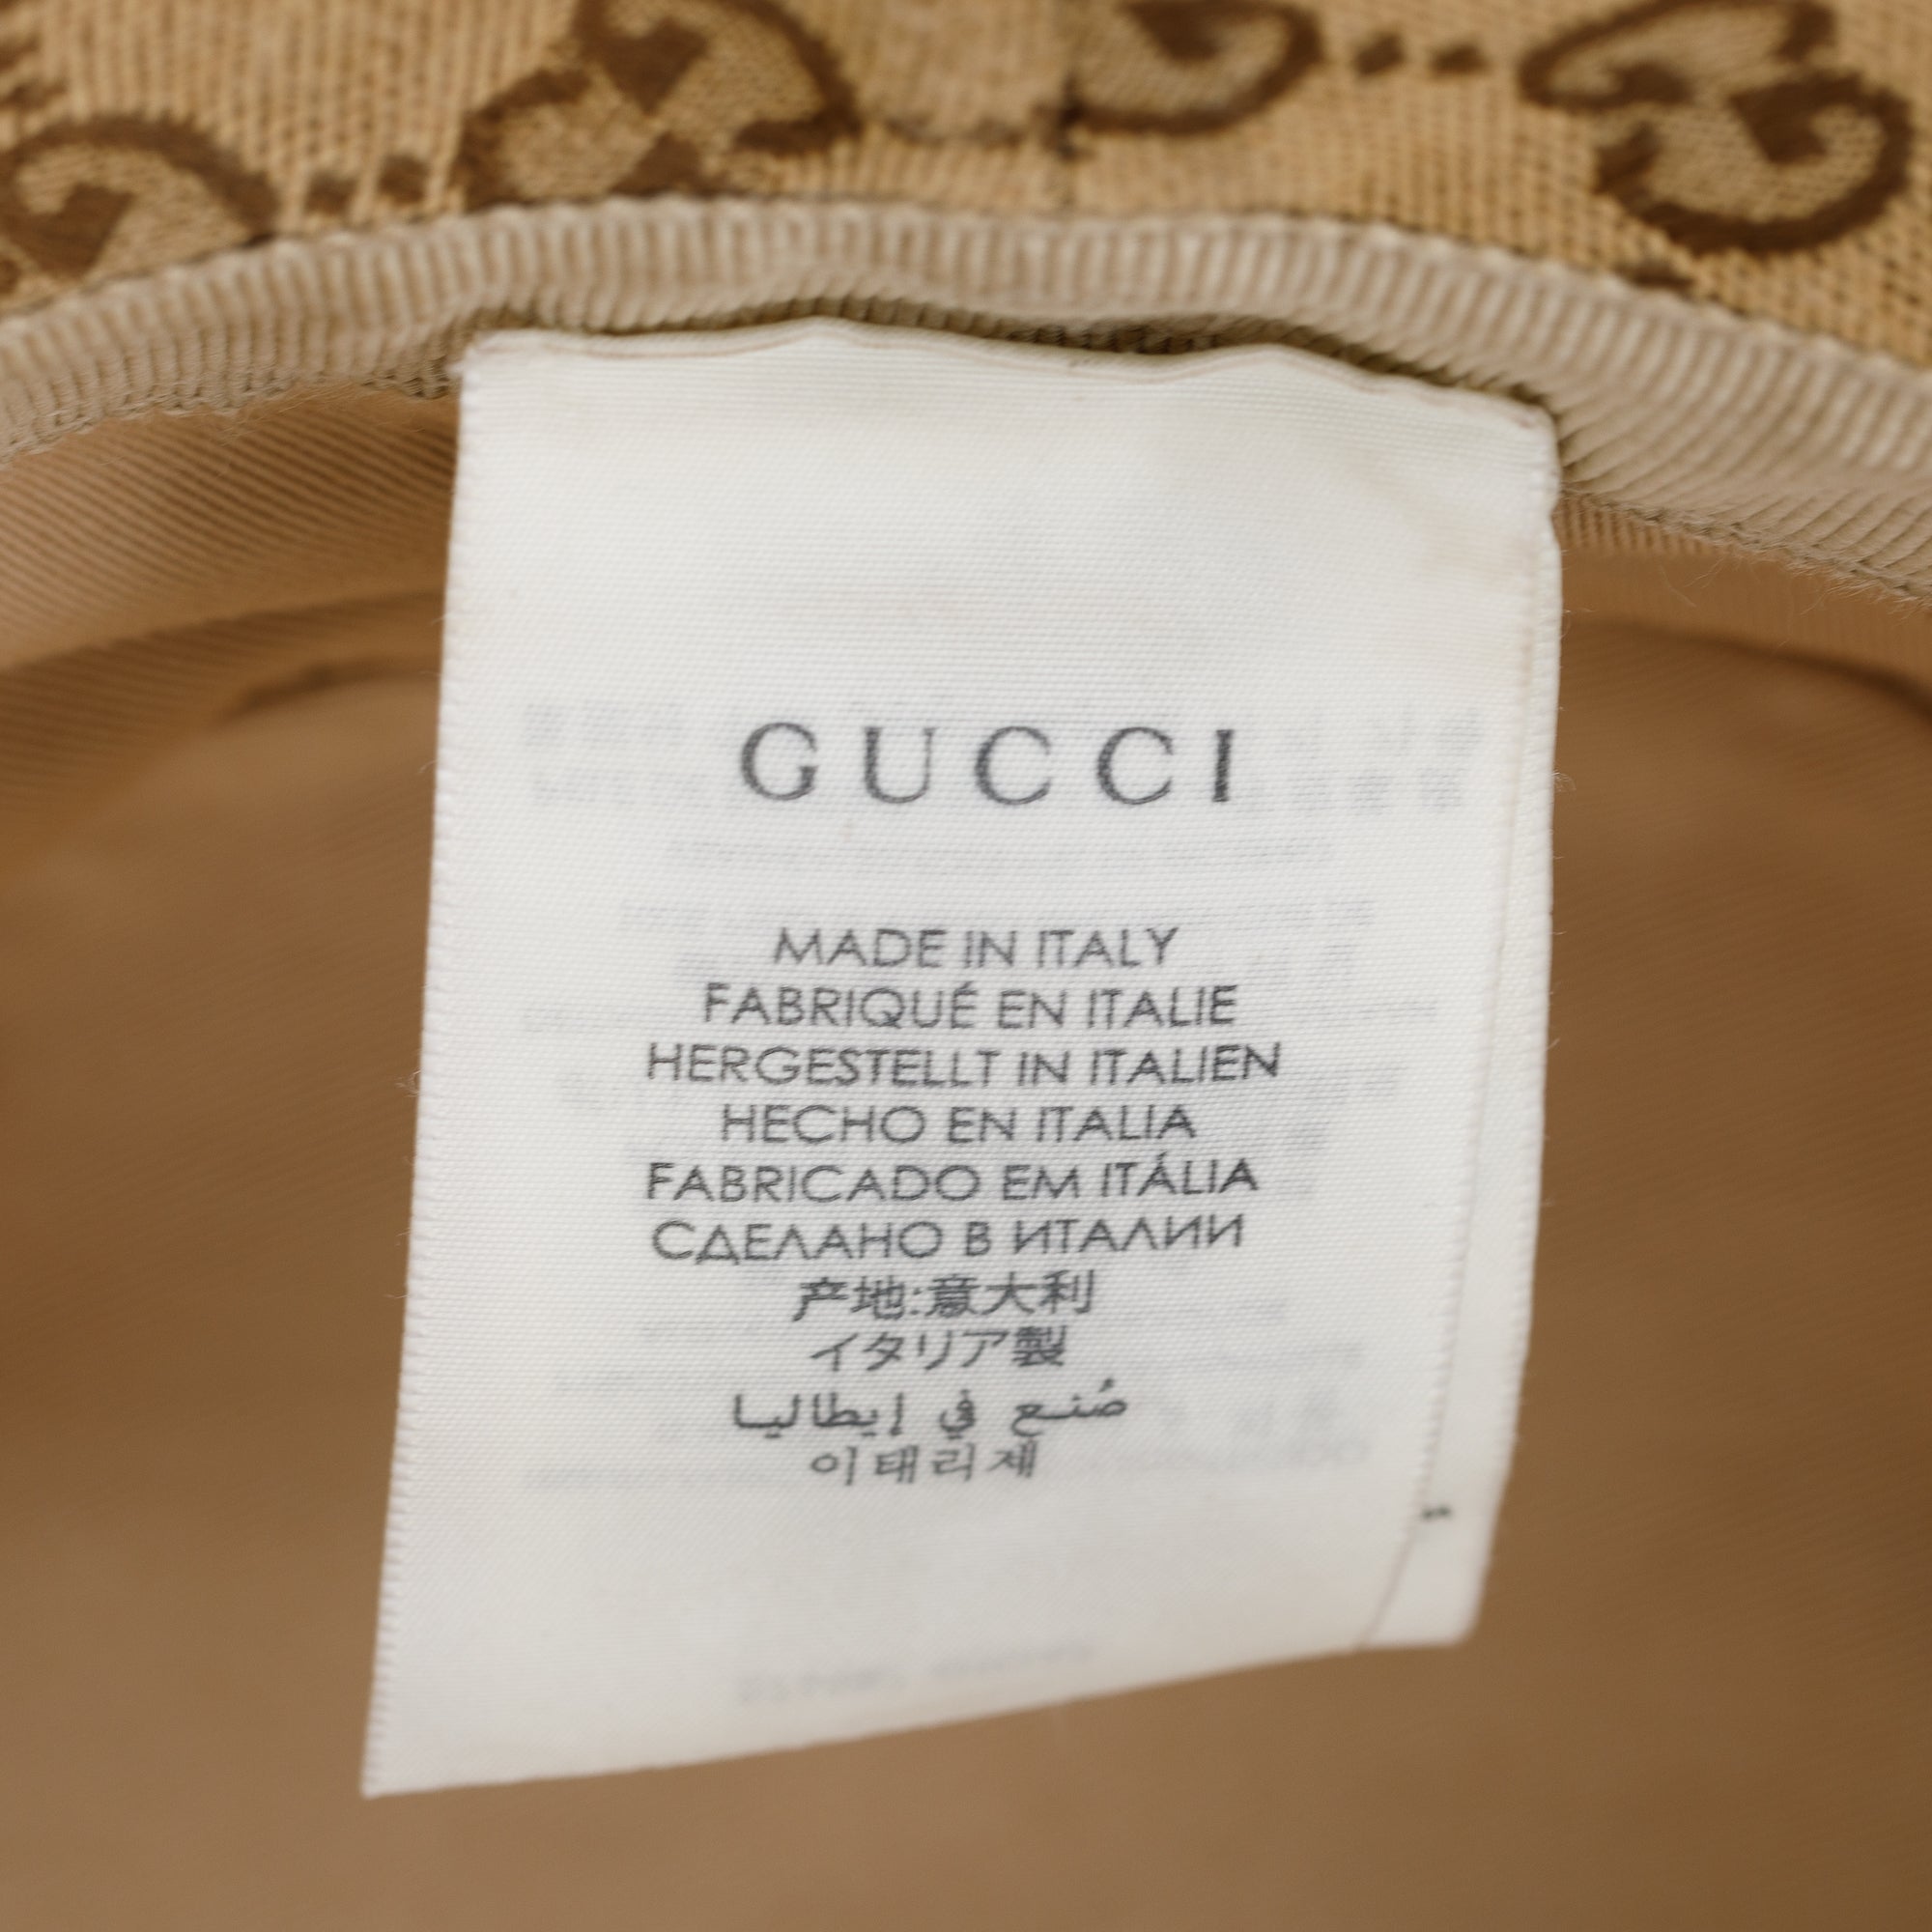 GUCCI
MADE IN ITALY
FABRIQUÉ EN ITALIE
HERGESTELLT IN ITALIEN
HECHO EN ITALIA
FABRICADO EM ITÁLIA
СДЕЛАНО В ИТАЛИИ
产地:意大利
イタリア製
صُنع في إيطاليا
이태리제